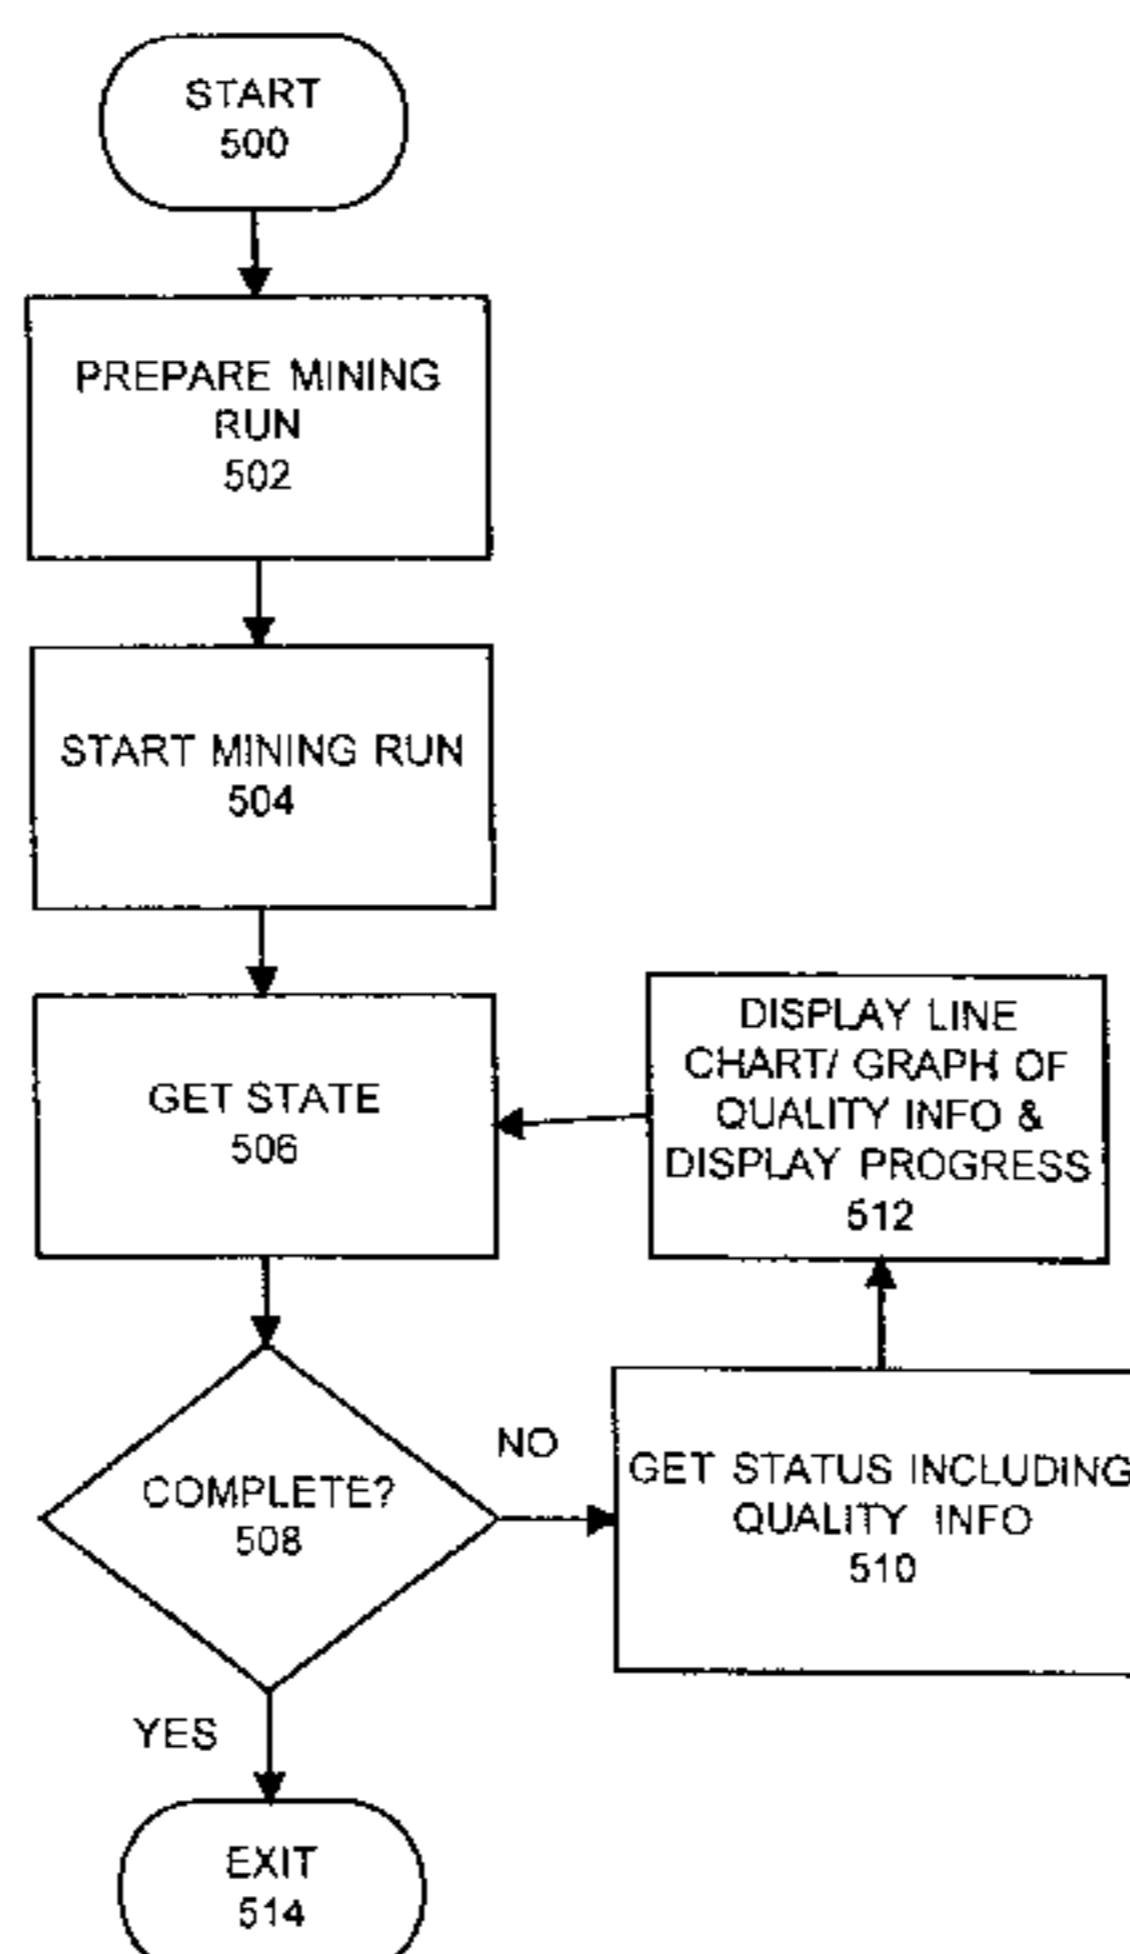 START
500
PREPARE MINING
RUN
502
START MINING RUN
504
GET STATE
506
DISPLAY LINE
CHART/ GRAPH OF
QUALITY INFO &
DISPLAY PROGRESS
512
COMPLETE?
508
NO
GET STATUS INCLUDING
QUALITY INFO
510
YES
EXIT
514